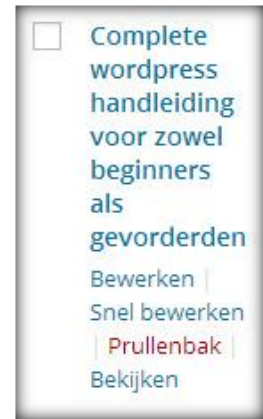 Complete
wordpress
handleiding
voor zowel
beginners
als
gevorderden
Bewerken |
Snel bewerken
| Prullenbak |
Bekijken